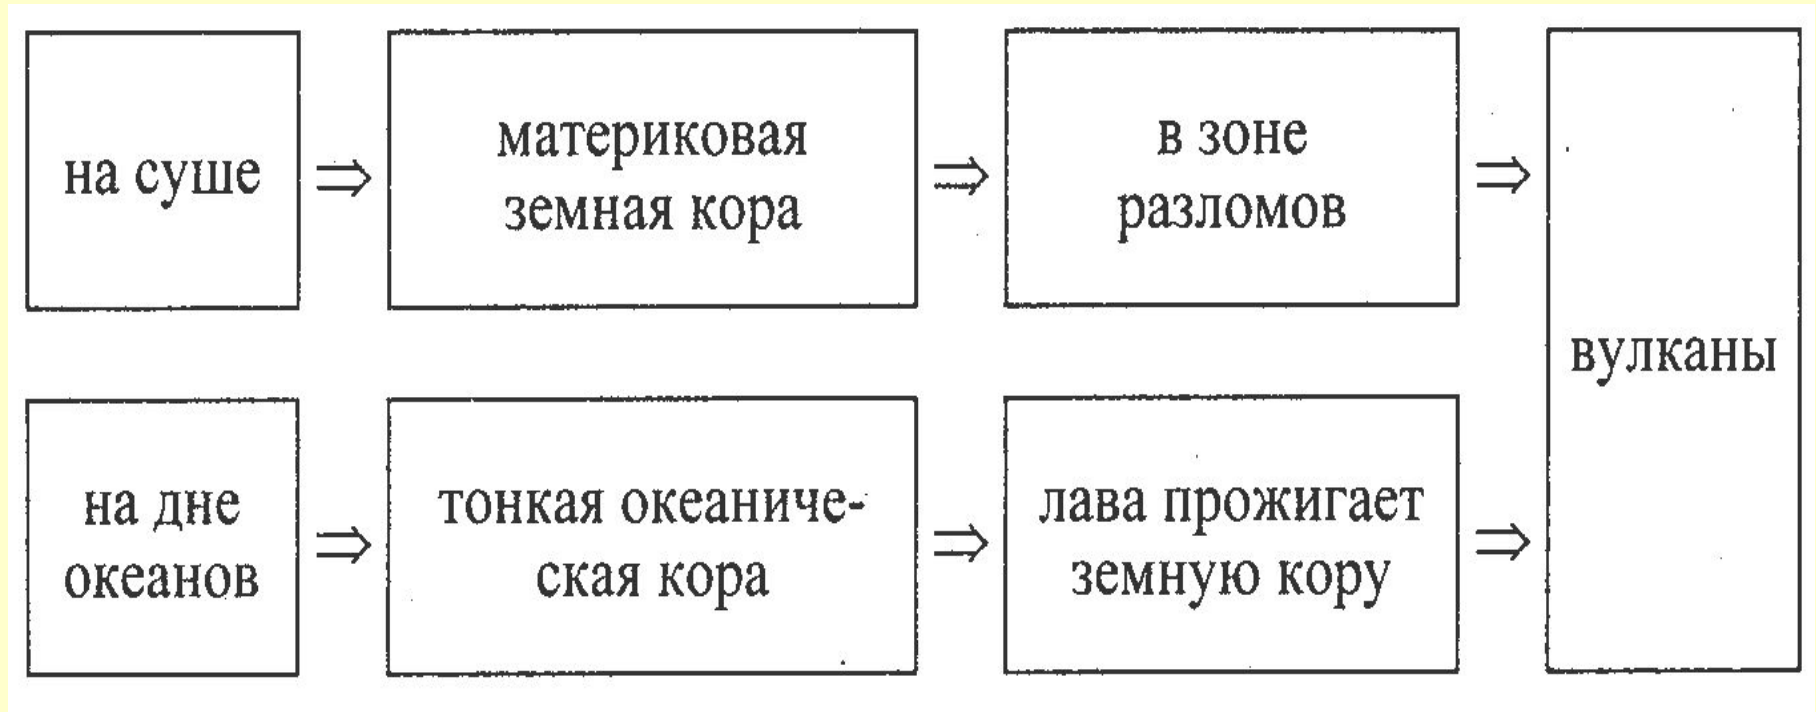 на суше
⇒
материковая
земная кора
⇒
в зоне
разломов
⇒
вулканы
на дне
океанов
⇒
тонкая океаниче-
ская кора
⇒
лава прожигает
земную кору
⇒